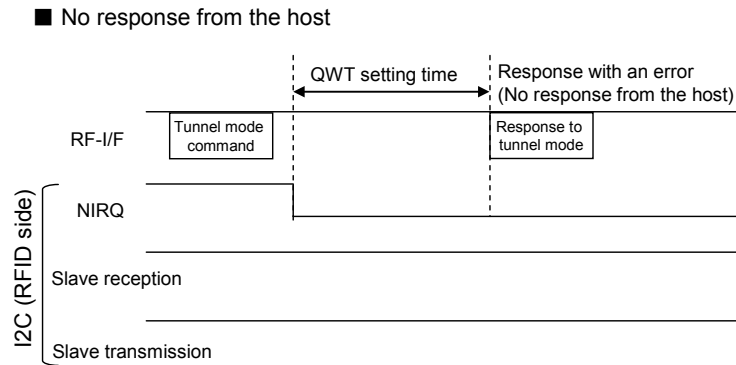 ■ No response from the host
QWT setting time
Response with an error
(No response from the host)
RF-I/F
Tunnel mode
command
Response to
tunnel mode
I2C (RFID side)
NIRQ
Slave reception
Slave transmission